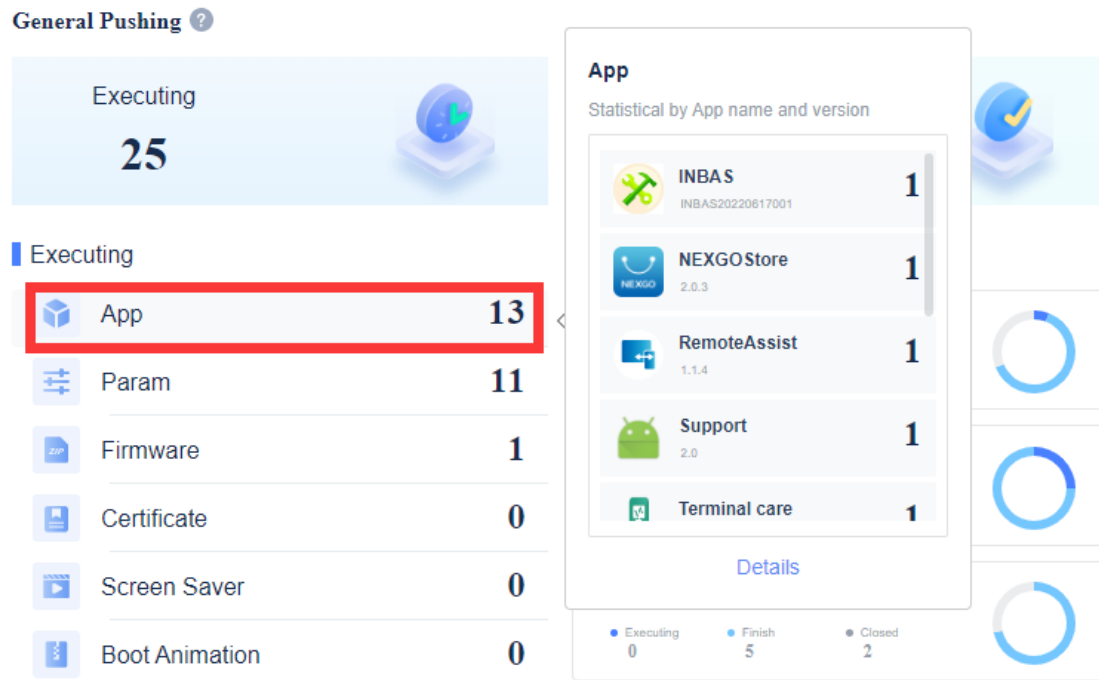 General Pushing ?
Executing
25
Executing
App 13
Param 11
ZIP
Firmware 1
Certificate 0
Screen Saver 0
Boot Animation 0
App
Statistical by App name and version
INBAS 1
INBAS20220617001
NEXGO
NEXGOStore 1
2.0.3
RemoteAssist 1
1.1.4
Support 1
2.0
Terminal care 1
Details
Executing Finish Closed
0 5 2